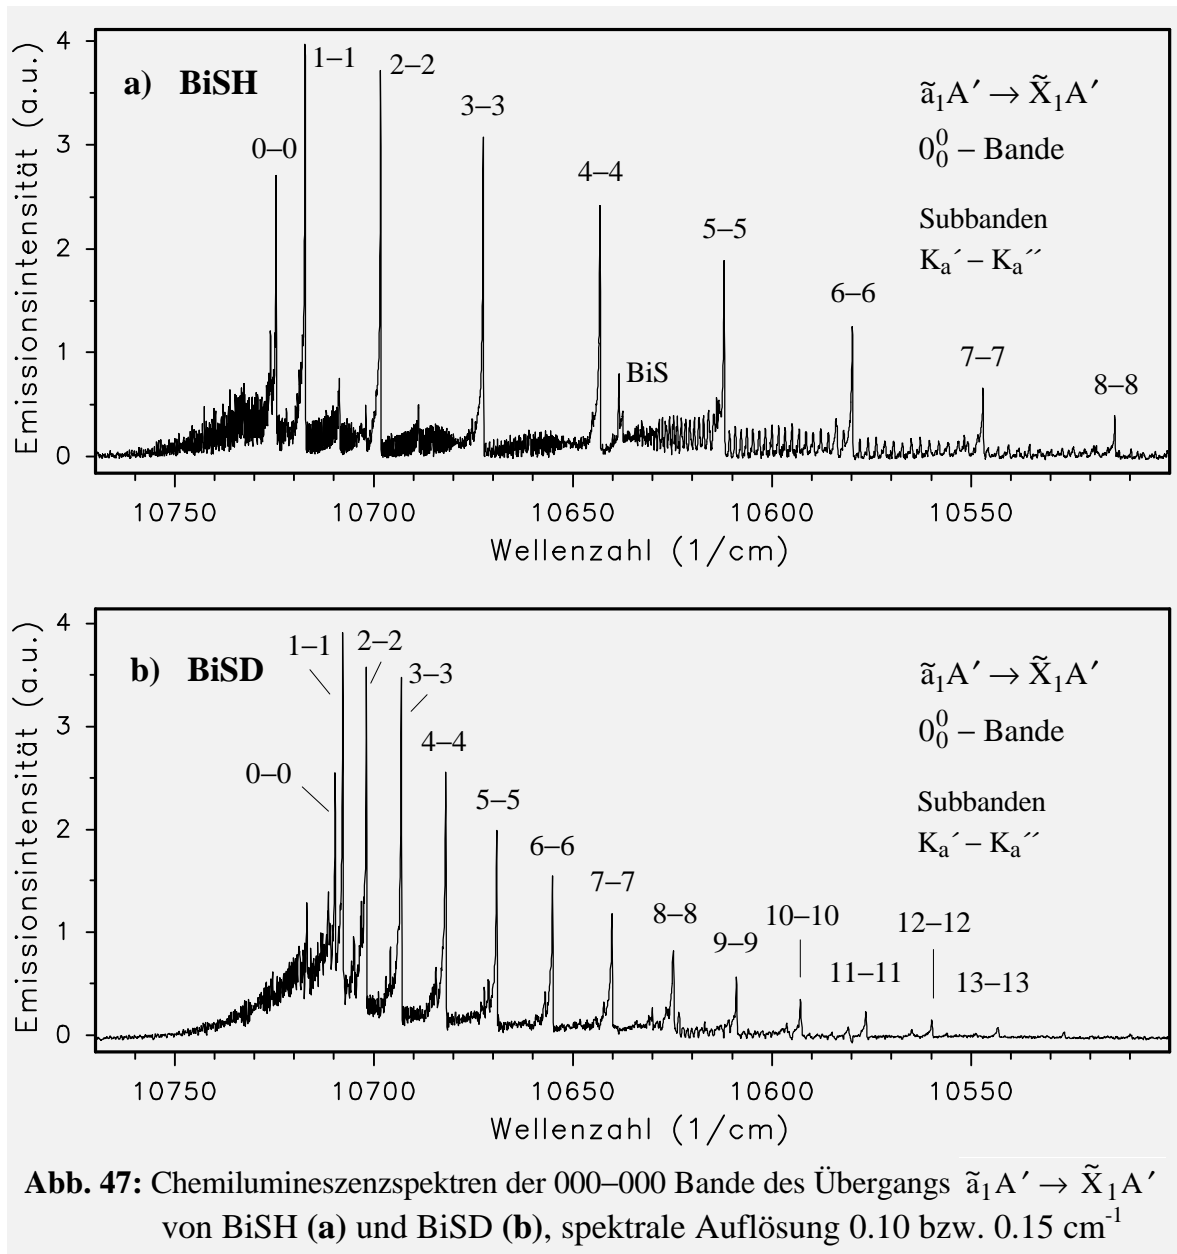 a) BiSH
ã₁A′ → X̃₁A′
0⁰₀ – Bande
Subbanden
Kₐ′ – Kₐ″
0–0
1–1
2–2
3–3
4–4
BiS
5–5
6–6
7–7
8–8
Emissionsintensität (a.u.)
4
3
2
1
0
10750
10700
10650
10600
10550
Wellenzahl (1/cm)
b) BiSD
ã₁A′ → X̃₁A′
0⁰₀ – Bande
Subbanden
Kₐ′ – Kₐ″
0–0
1–1
2–2
3–3
4–4
5–5
6–6
7–7
8–8
9–9
10–10
11–11
12–12
13–13
Emissionsintensität (a.u.)
4
3
2
1
0
10750
10700
10650
10600
10550
Wellenzahl (1/cm)
Abb. 47: Chemilumineszenzspektren der 000–000 Bande des Übergangs ã₁A′ → X̃₁A′
von BiSH (a) und BiSD (b), spektrale Auflösung 0.10 bzw. 0.15 cm⁻¹